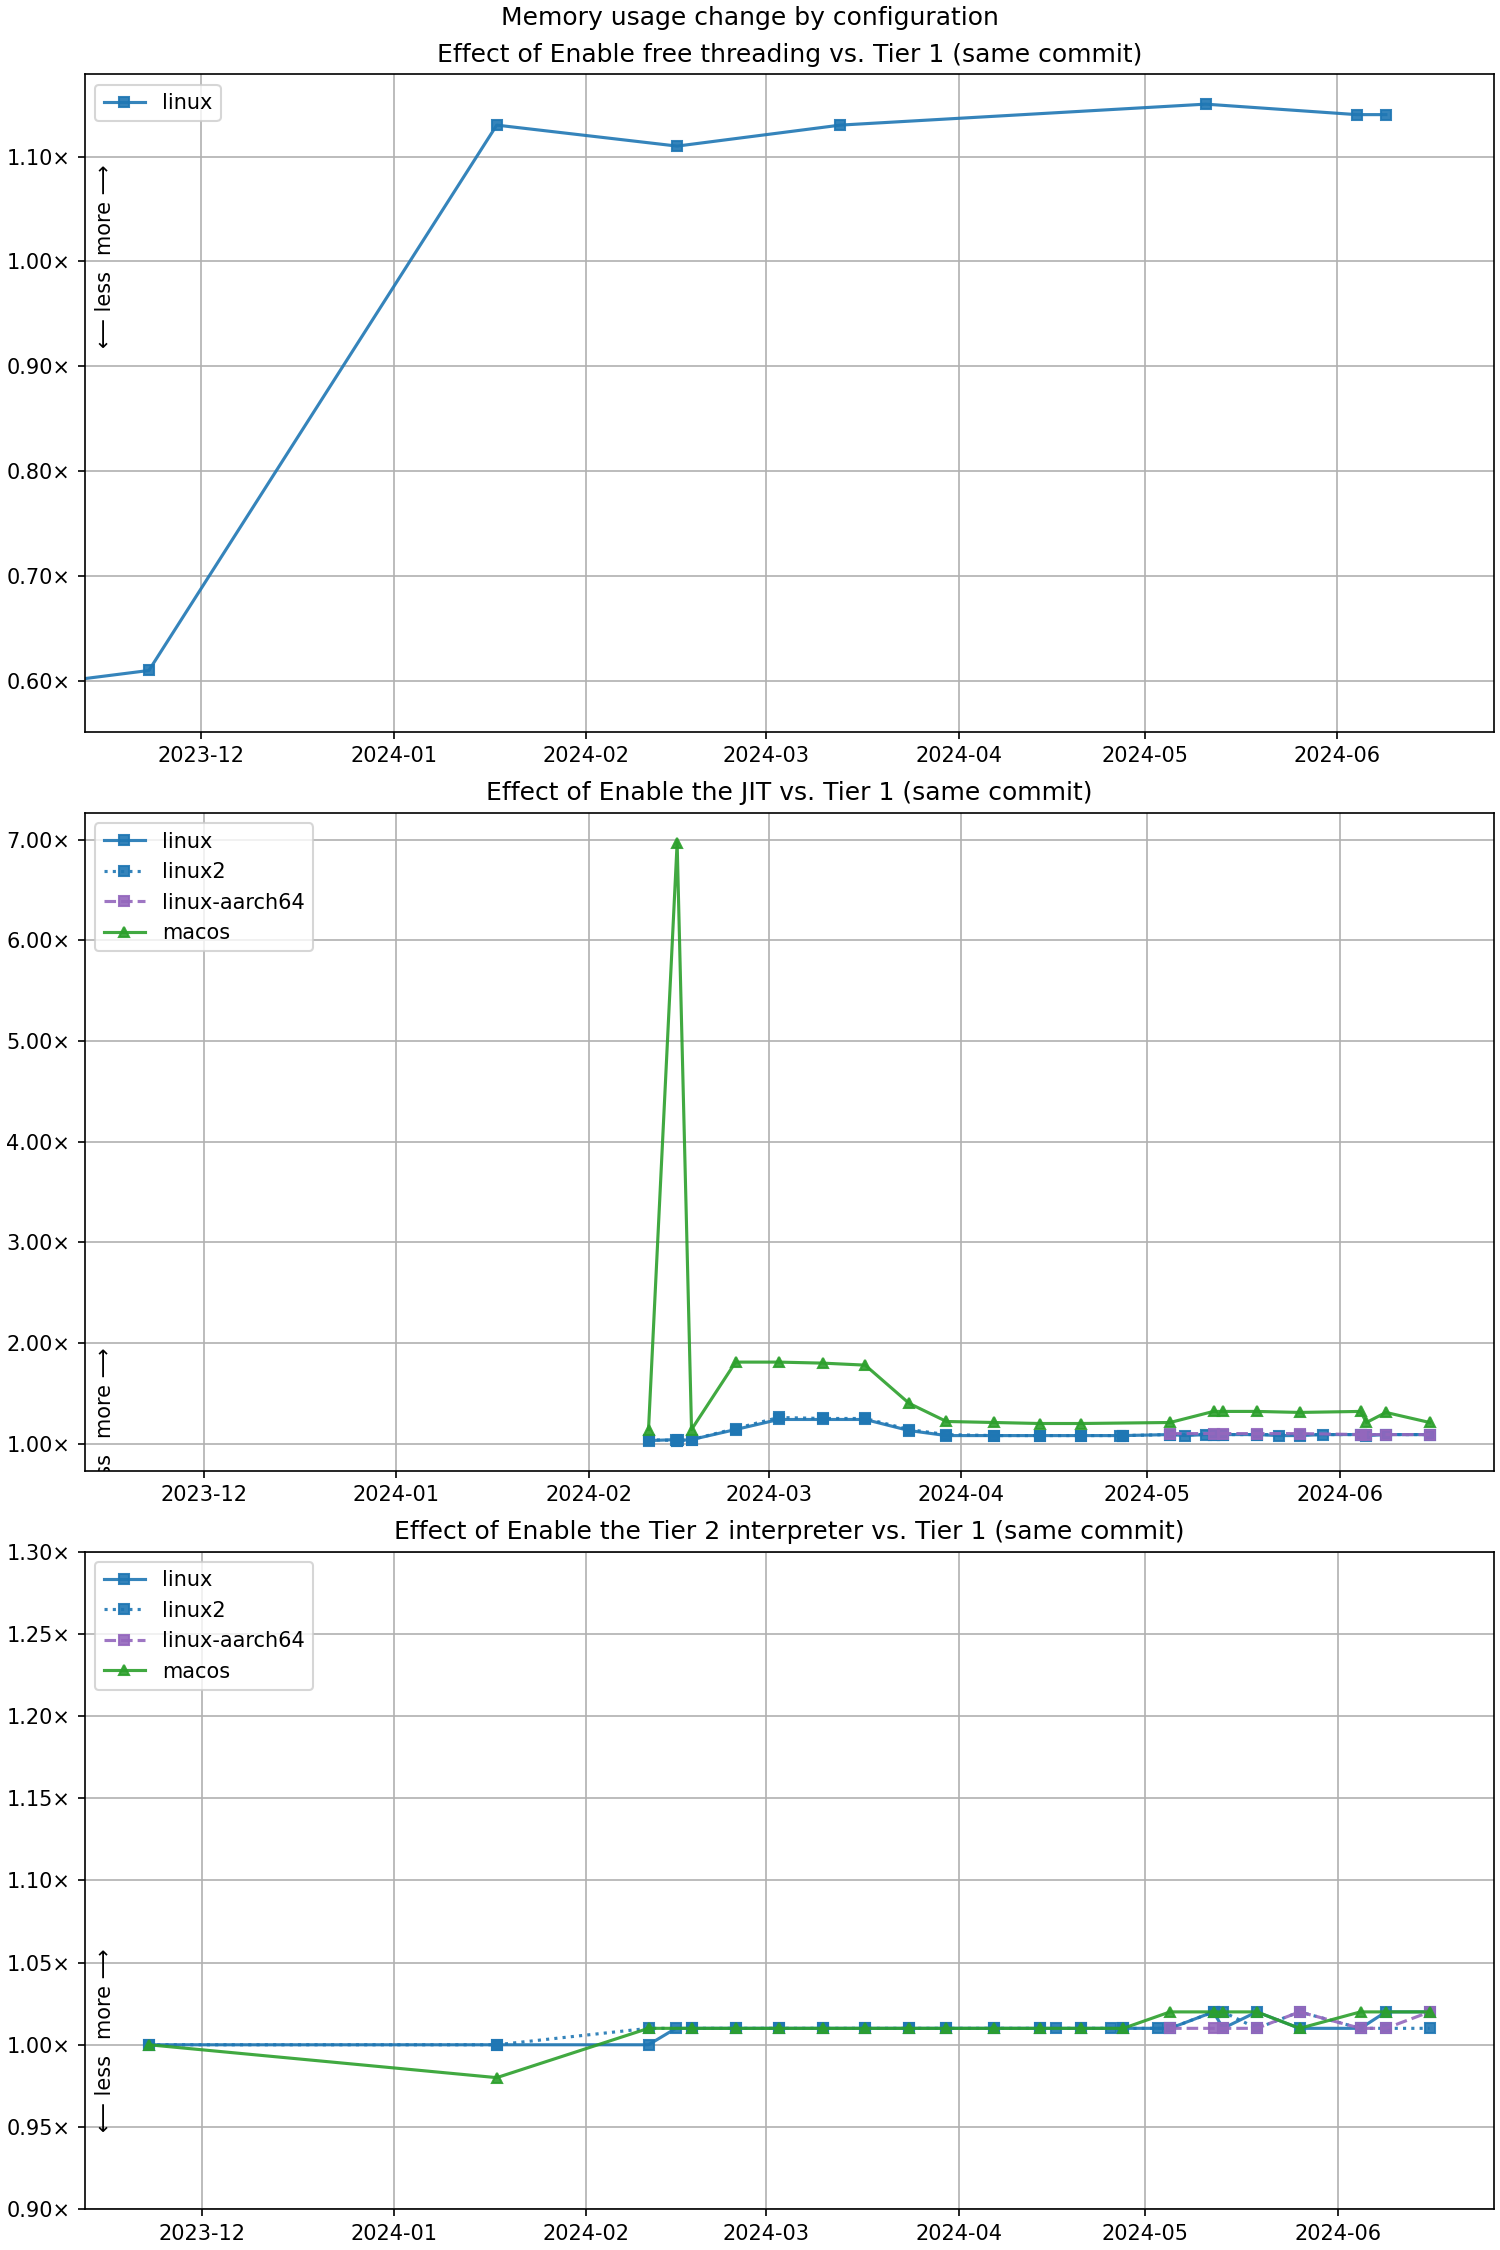 Memory usage change by configuration
Effect of Enable free threading vs. Tier 1 (same commit)
linux
1.10×
1.00×
0.90×
0.80×
0.70×
0.60×
← less  more →
2023-12 2024-01 2024-02 2024-03 2024-04 2024-05 2024-06
Effect of Enable the JIT vs. Tier 1 (same commit)
linux
linux2
linux-aarch64
macos
7.00×
6.00×
5.00×
4.00×
3.00×
2.00×
1.00×
ss  more →
2023-12 2024-01 2024-02 2024-03 2024-04 2024-05 2024-06
Effect of Enable the Tier 2 interpreter vs. Tier 1 (same commit)
linux
linux2
linux-aarch64
macos
1.30×
1.25×
1.20×
1.15×
1.10×
1.05×
1.00×
0.95×
0.90×
← less  more →
2023-12 2024-01 2024-02 2024-03 2024-04 2024-05 2024-06